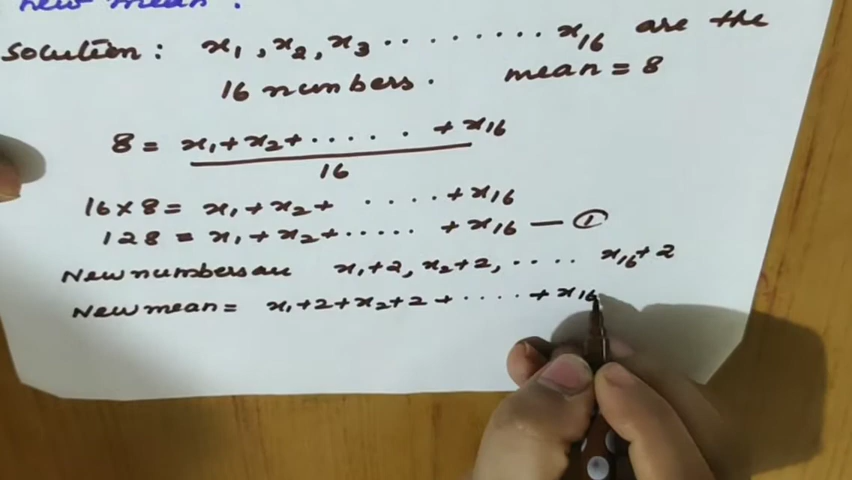 new mean.
Solution: x₁, x₂, x₃ ......... x₁₆ are the
16 numbers. mean = 8
8 = x₁ + x₂ + ...... + x₁₆
16
16 × 8 = x₁ + x₂ + ..... + x₁₆
128 = x₁ + x₂ + ..... + x₁₆ — ①
New numbers are x₁+2, x₂+2, .... x₁₆+2
New mean = x₁+2+x₂+2+ .... + x₁₆